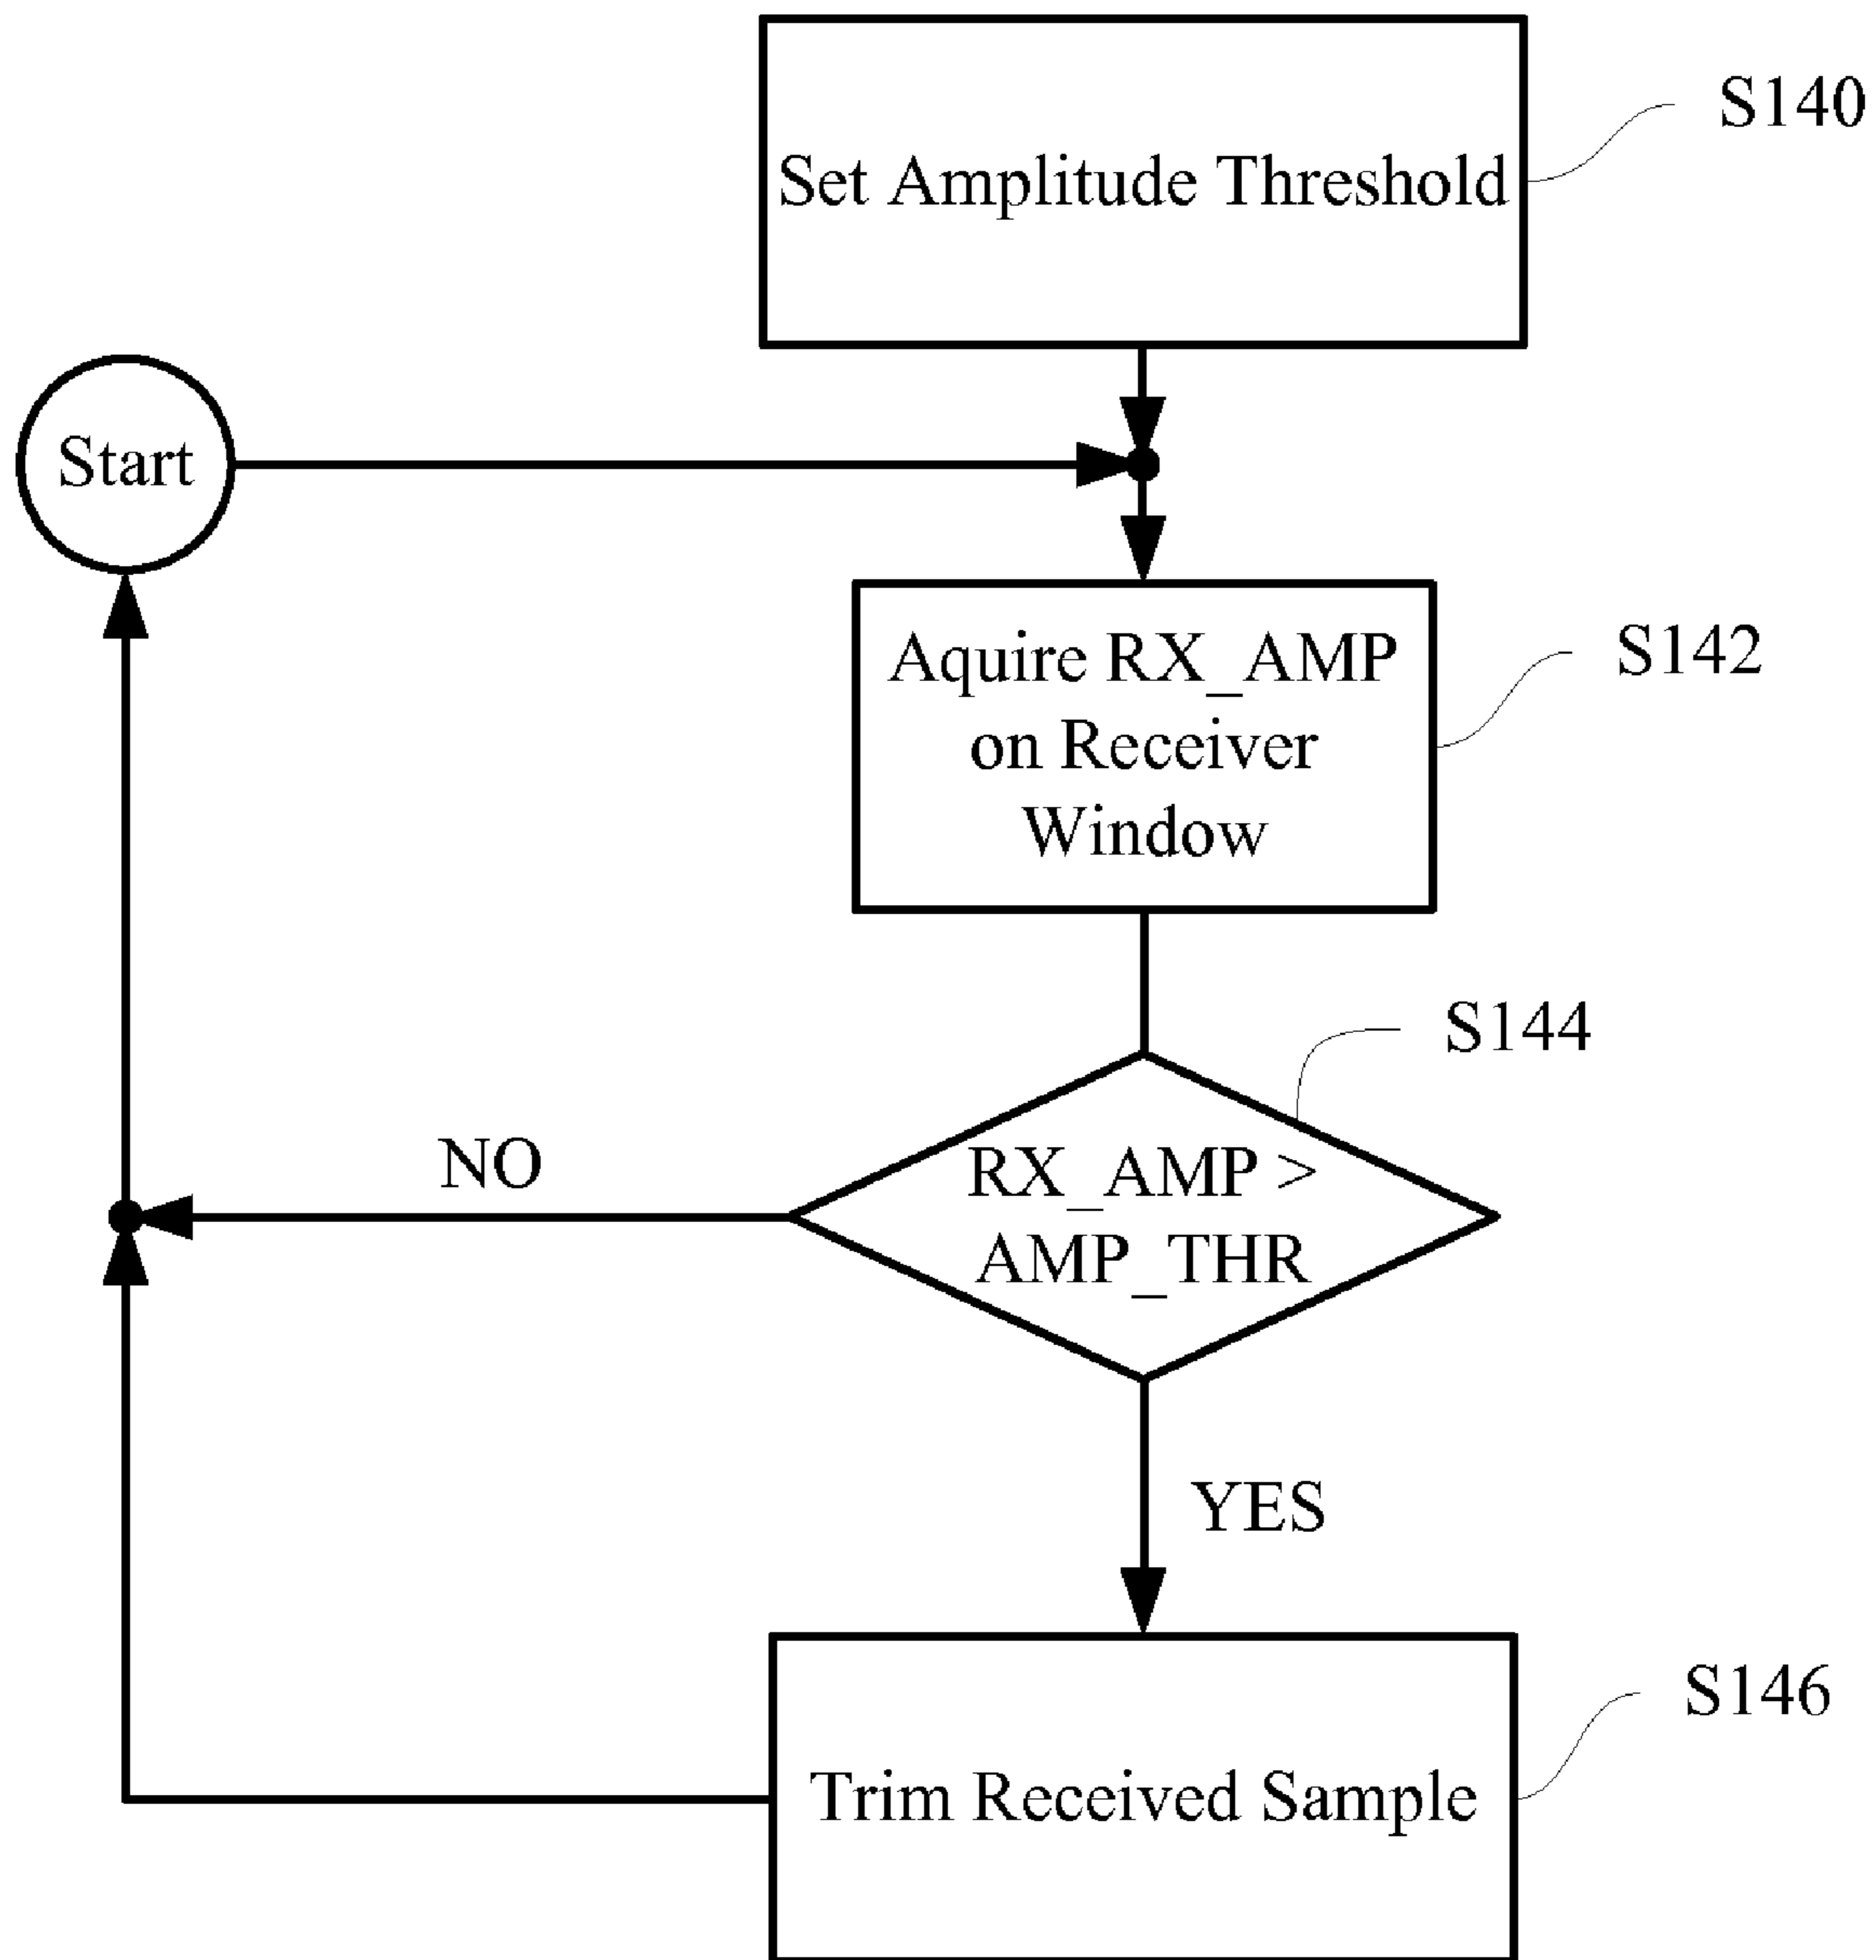 S140
Set Amplitude Threshold
Start
Aquire RX_AMP
on Receiver
Window
S142
S144
NO
RX_AMP >
AMP_THR
YES
S146
Trim Received Sample